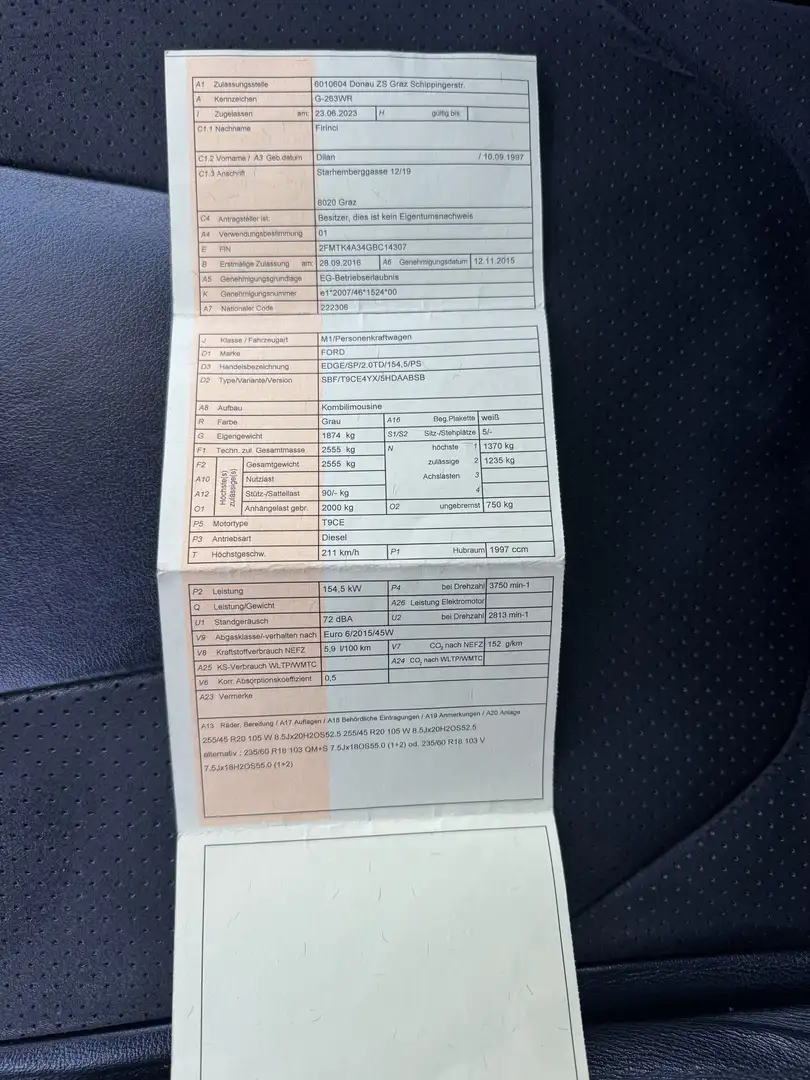 A1 Zulassungsstelle 6010604 Donau ZS Graz Schippingerstr.
A Kennzeichen G-263WR
I Zugelassen am: 23.06.2023 H gültig bis
C1.1 Nachname Firinci
C1.2 Vorname / A3 Geb.datum Dilan / 10.09.1997
C1.3 Anschrift Starhemberggasse 12/19
8020 Graz
C4 Antragsteller ist: Besitzer, dies ist kein Eigentumsnachweis
A4 Verwendungsbestimmung 01
E FIN 2FMTK4A34GBC14307
B Erstmalige Zulassung am: 28.09.2016 A6 Genehmigungsdatum 12.11.2015
A5 Genehmigungsgrundlage EG-Betriebserlaubnis
K Genehmigungsnummer e1*2007/46*1524*00
A7 Nationaler Code 222306
J Klasse / Fahrzeugart M1/Personenkraftwagen
D1 Marke FORD
D3 Handelsbezeichnung EDGE/SP/2.0TD/154,5/PS
D2 Type/Variante/Version SBF/T9CE4YX/5HDAABSB
A8 Aufbau Kombilimousine
R Farbe Grau A16 Beg.Plakette weiß
G Eigengewicht 1874 kg S1/S2 Sitz-/Stehplätze 5/-
F1 Techn. zul. Gesamtmasse 2555 kg N höchste 1 1370 kg
F2 Höchste(s) zulässige(s) Gesamtgewicht 2555 kg zulässige 2 1235 kg
A10 Nutzlast Achslasten 3
A12 Stütz-/Sattellast 90/- kg 4
O1 Anhängelast gebr. 2000 kg O2 ungebremst 750 kg
P5 Motortype T9CE
P3 Antriebsart Diesel
T Höchstgeschw. 211 km/h P1 Hubraum 1997 ccm
P2 Leistung 154,5 kW P4 bei Drehzahl 3750 min-1
Q Leistung/Gewicht A26 Leistung Elektromotor
U1 Standgeräusch 72 dBA U2 bei Drehzahl 2813 min-1
V9 Abgasklasse/-verhalten nach Euro 6/2015/45W
V8 Kraftstoffverbrauch NEFZ 5,9 l/100 km V7 CO2 nach NEFZ 152 g/km
A25 KS-Verbrauch WLTP/WMTC A24 CO2 nach WLTP/WMTC
V6 Korr. Absorptionskoeffizient 0,5
A23 Vermerke
A13 Räder, Bereifung / A17 Auflagen / A18 Behördliche Eintragungen / A19 Anmerkungen / A20 Anlage
255/45 R20 105 W 8.5Jx20H2OS52.5 255/45 R20 105 W 8.5Jx20H2OS52.5
alternativ : 235/60 R18 103 QM+S 7.5Jx18OS55.0 (1+2) od. 235/60 R18 103 V
7.5Jx18H2OS55.0 (1+2)